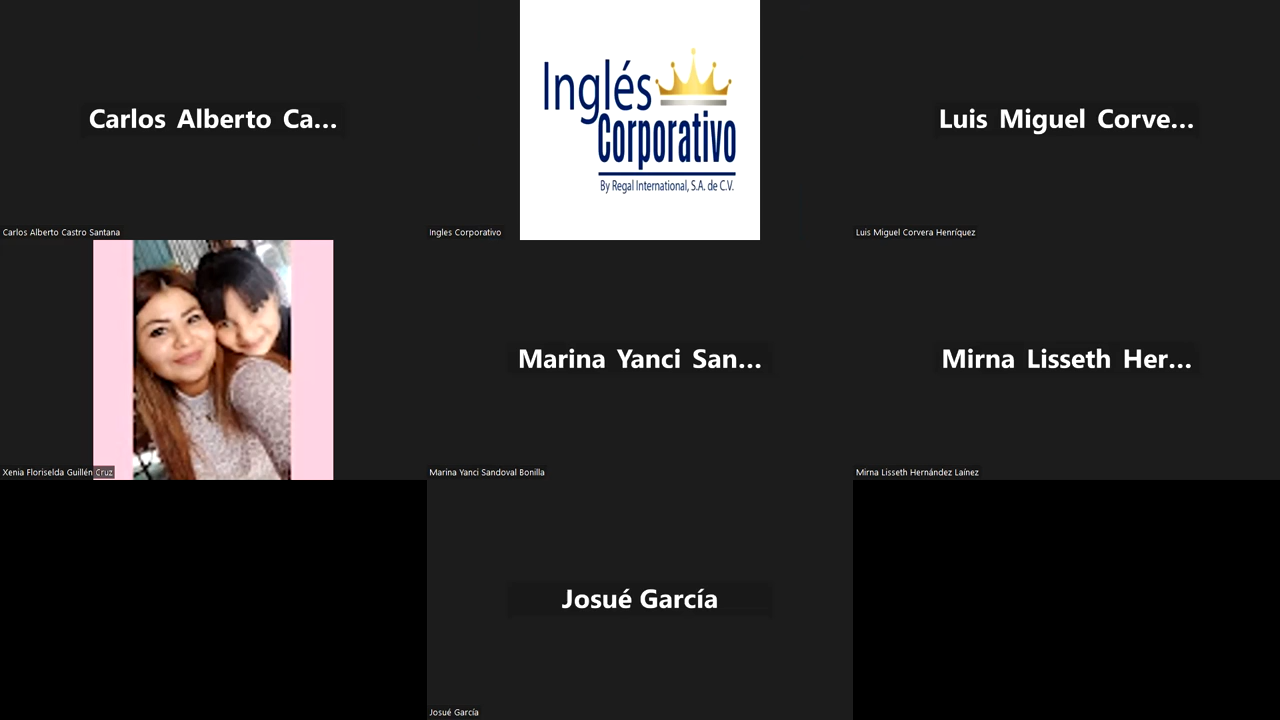 Carlos Alberto Ca...
Carlos Alberto Castro Santana
Inglés
Corporativo
By Regal International, S.A. de C.V.
Ingles Corporativo
Luis Miguel Corve...
Luis Miguel Corvera Henríquez
Xenia Floriselda Guillén Cruz
Marina Yanci San...
Marina Yanci Sandoval Bonilla
Mirna Lisseth Her...
Mirna Lisseth Hernández Laínez
Josué García
Josué García